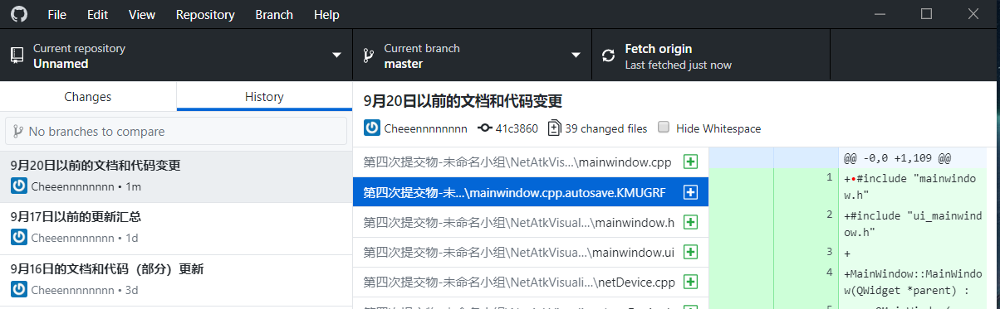 File Edit View Repository Branch Help
Current repository
Unnamed
Current branch
master
Fetch origin
Last fetched just now
Changes
History
No branches to compare
9月20日以前的文档和代码变更
Cheeennnnnnnn • 1m
9月17日以前的更新汇总
Cheeennnnnnnn • 1d
9月16日的文档和代码（部分）更新
Cheeennnnnnnn • 3d
9月20日以前的文档和代码变更
Cheeennnnnnnn 41c3860 39 changed files Hide Whitespace
第四次提交物-未命名小组\NetAtkVis...\mainwindow.cpp
第四次提交物-未...\mainwindow.cpp.autosave.KMUGRF
第四次提交物-未命名小组\NetAtkVisual...\mainwindow.h
第四次提交物-未命名小组\NetAtkVisua...\mainwindow.ui
第四次提交物-未命名小组\NetAtkVisuali...\netDevice.cpp
@@ -0,0 +1,109 @@
1 +•#include "mainwindo
w.h"
2 +#include "ui_mainwind
ow.h"
3 +
4 +MainWindow::MainWindo
w(QWidget *parent) :